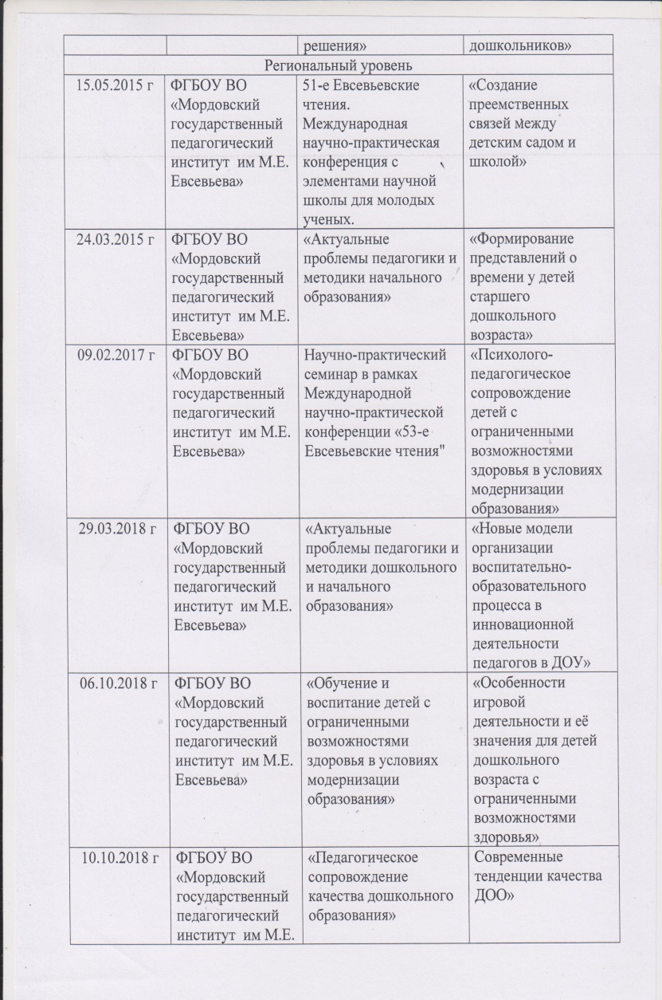 решения»
дошкольников»
Региональный уровень
15.05.2015 г
ФГБОУ ВО
«Мордовский
государственный
педагогический
институт им М.Е.
Евсевьева»
51-е Евсевьевские
чтения.
Международная
научно-практическая
конференция с
элементами научной
школы для молодых
ученых.
«Создание
преемственных
связей между
детским садом и
школой»
24.03.2015 г
ФГБОУ ВО
«Мордовский
государственный
педагогический
институт им М.Е.
Евсевьева»
«Актуальные
проблемы педагогики и
методики начального
образования»
«Формирование
представлений о
времени у детей
старшего
дошкольного
возраста»
09.02.2017 г
ФГБОУ ВО
«Мордовский
государственный
педагогический
институт им М.Е.
Евсевьева»
Научно-практический
семинар в рамках
Международной
научно-практической
конференции «53-е
Евсевьевские чтения"
«Психолого-
педагогическое
сопровождение
детей с
ограниченными
возможностями
здоровья в условиях
модернизации
образования»
29.03.2018 г
ФГБОУ ВО
«Мордовский
государственный
педагогический
институт им М.Е.
Евсевьева»
«Актуальные
проблемы педагогики и
методики дошкольного
и начального
образования»
«Новые модели
организации
воспитательно-
образовательного
процесса в
инновационной
деятельности
педагогов в ДОУ»
06.10.2018 г
ФГБОУ ВО
«Мордовский
государственный
педагогический
институт им М.Е.
Евсевьева»
«Обучение и
воспитание детей с
ограниченными
возможностями
здоровья в условиях
модернизации
образования»
«Особенности
игровой
деятельности и её
значения для детей
дошкольного
возраста с
ограниченными
возможностями
здоровья»
10.10.2018 г
ФГБОУ ВО
«Мордовский
государственный
педагогический
институт им М.Е.
«Педагогическое
сопровождение
качества дошкольного
образования»
Современные
тенденции качества
ДОО»